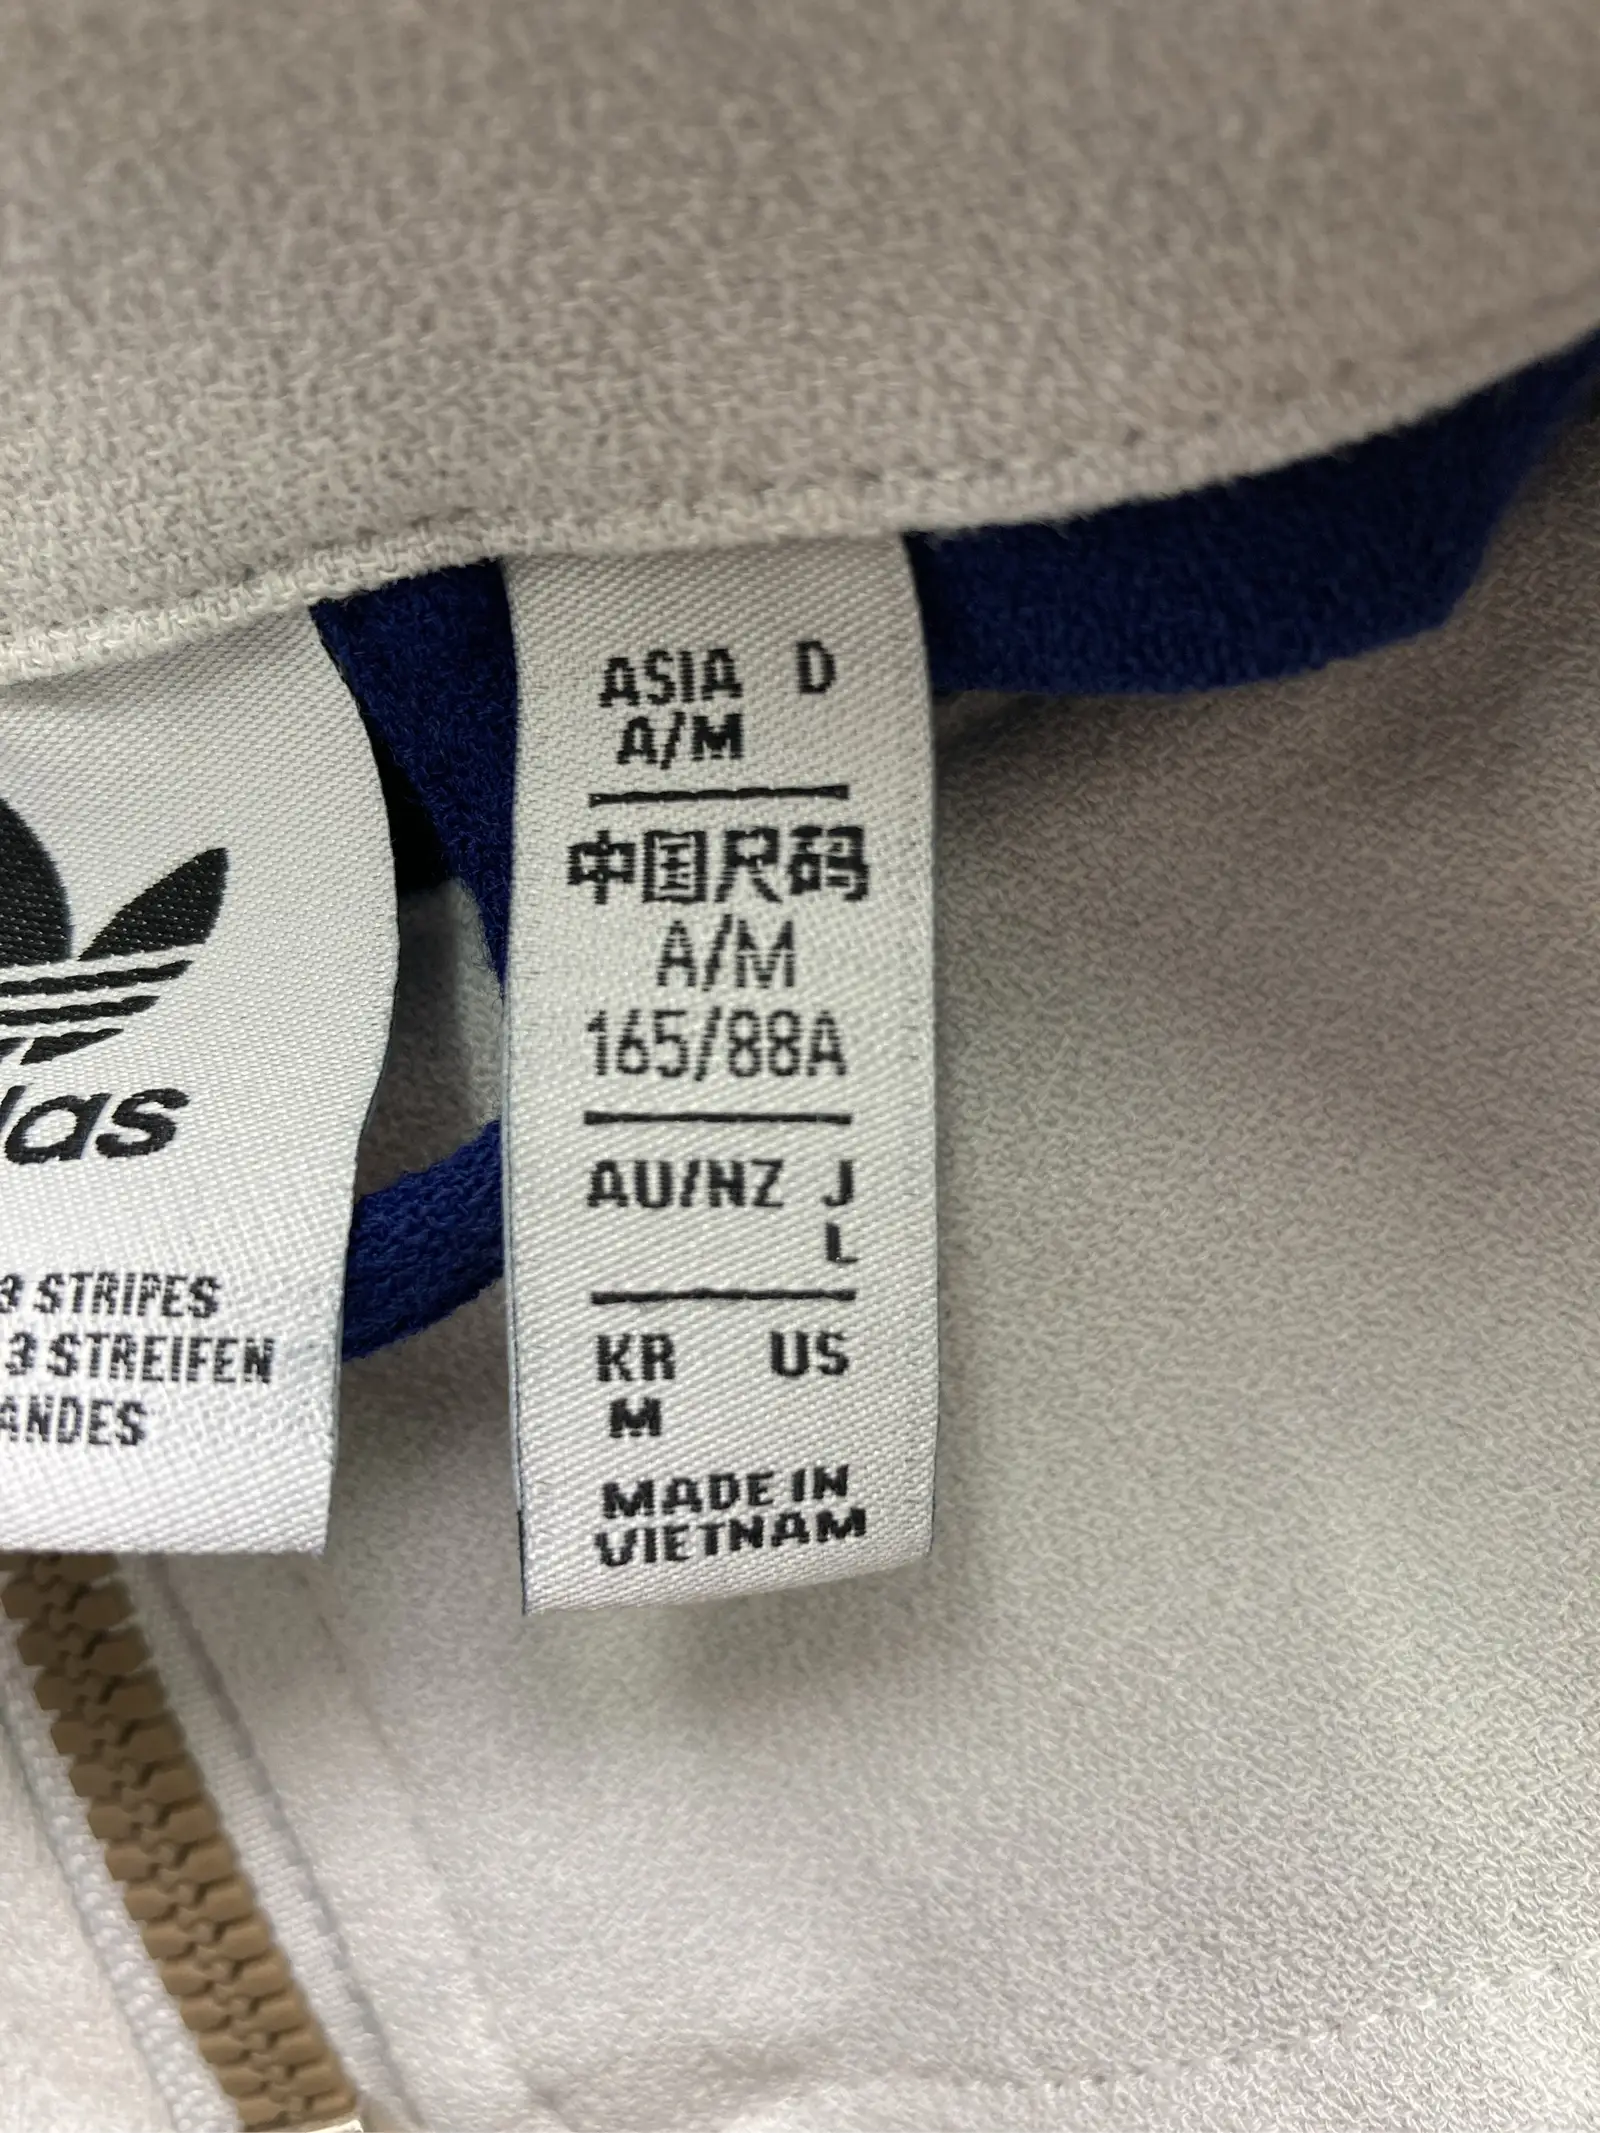 las
3 STRIPES
3 STREIFEN
ANDES
ASIA D
A/M
中国尺码
A/M
165/88A
AU/NZ J
L
KR US
M
MADE IN
VIETNAM